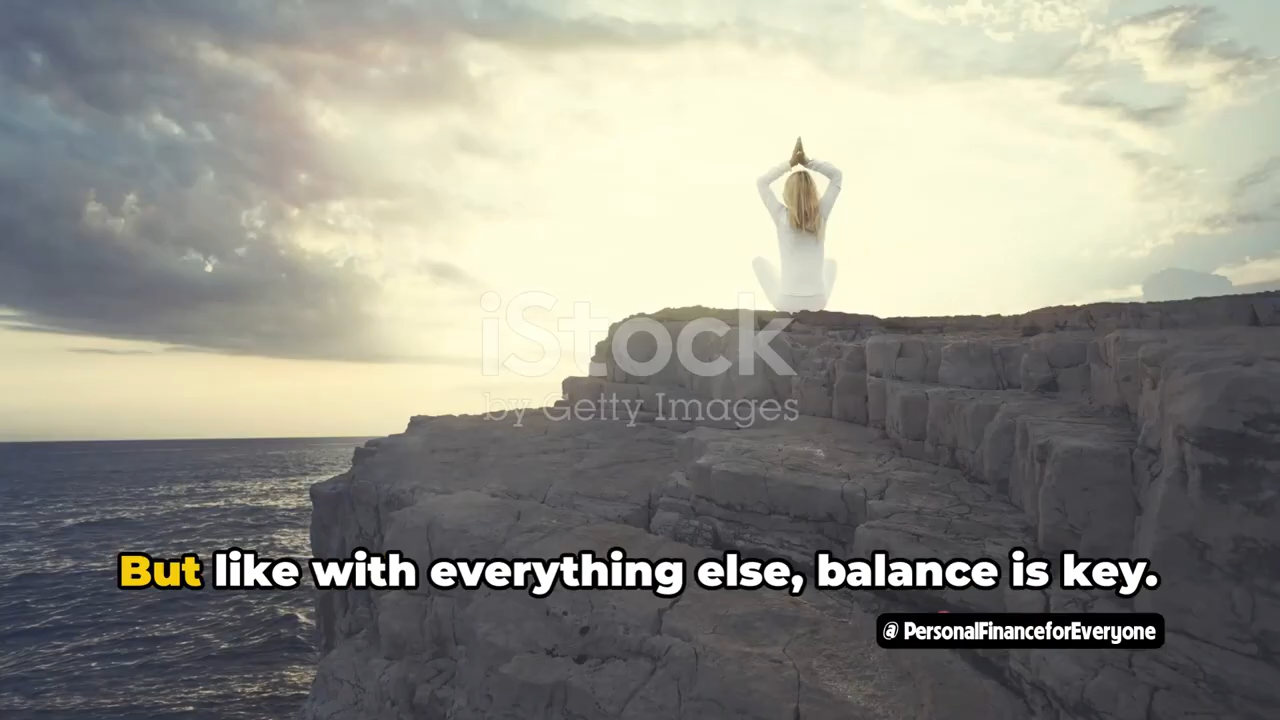 iStock
by Getty Images
But like with everything else, balance is key.
@ PersonalFinanceforEveryone